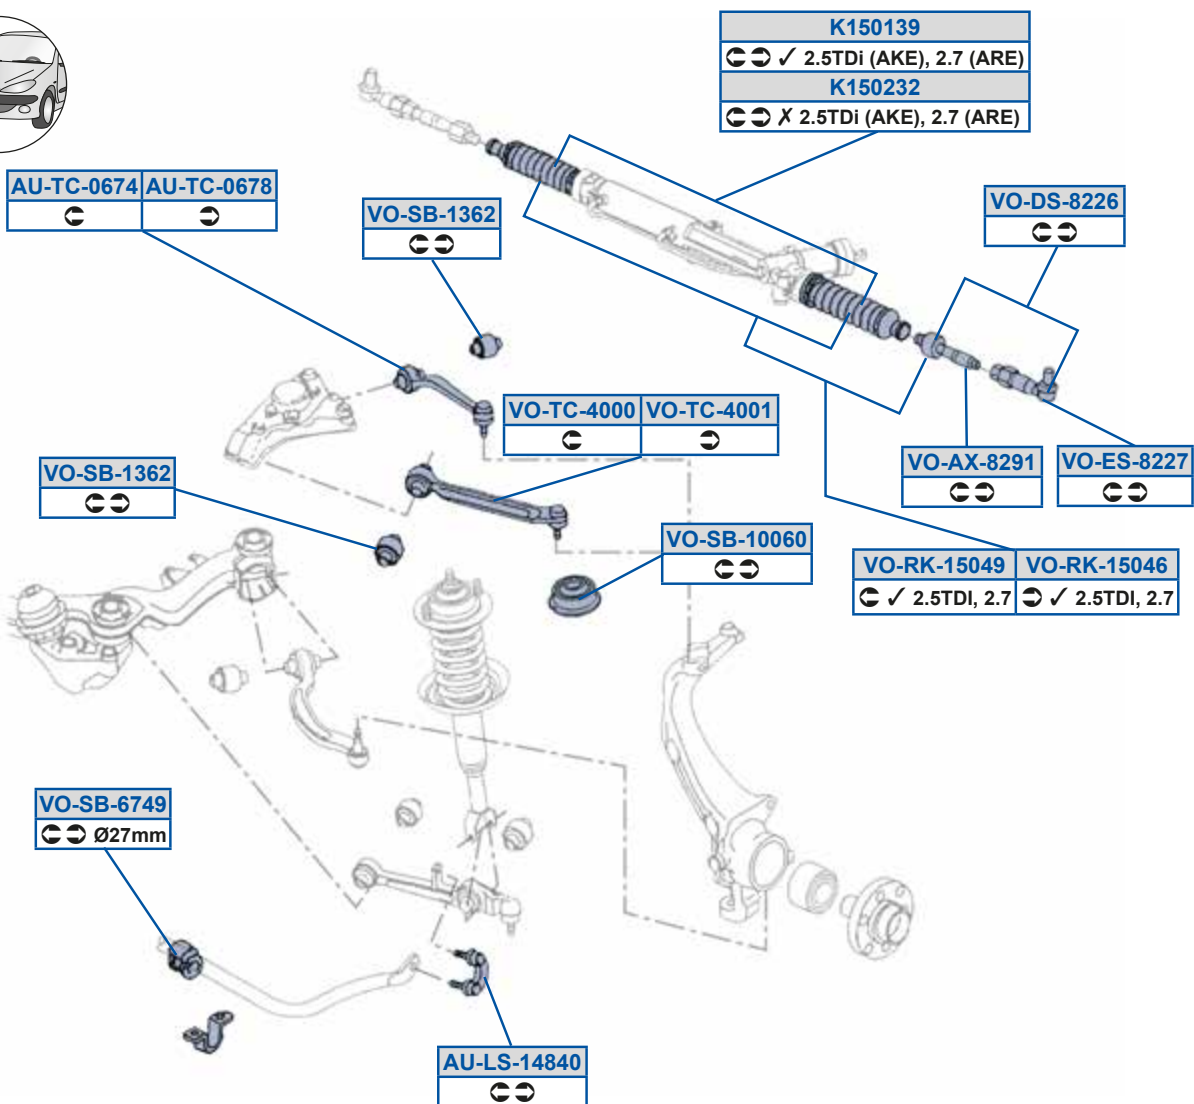 K150139
✓ 2.5TDi (AKE), 2.7 (ARE)
K150232
✗ 2.5TDi (AKE), 2.7 (ARE)
AU-TC-0674 AU-TC-0678
VO-SB-1362
VO-DS-8226
VO-TC-4000 VO-TC-4001
VO-SB-1362
VO-AX-8291
VO-ES-8227
VO-SB-10060
VO-RK-15049 VO-RK-15046
✓ 2.5TDI, 2.7 ✓ 2.5TDI, 2.7
VO-SB-6749
Ø27mm
AU-LS-14840